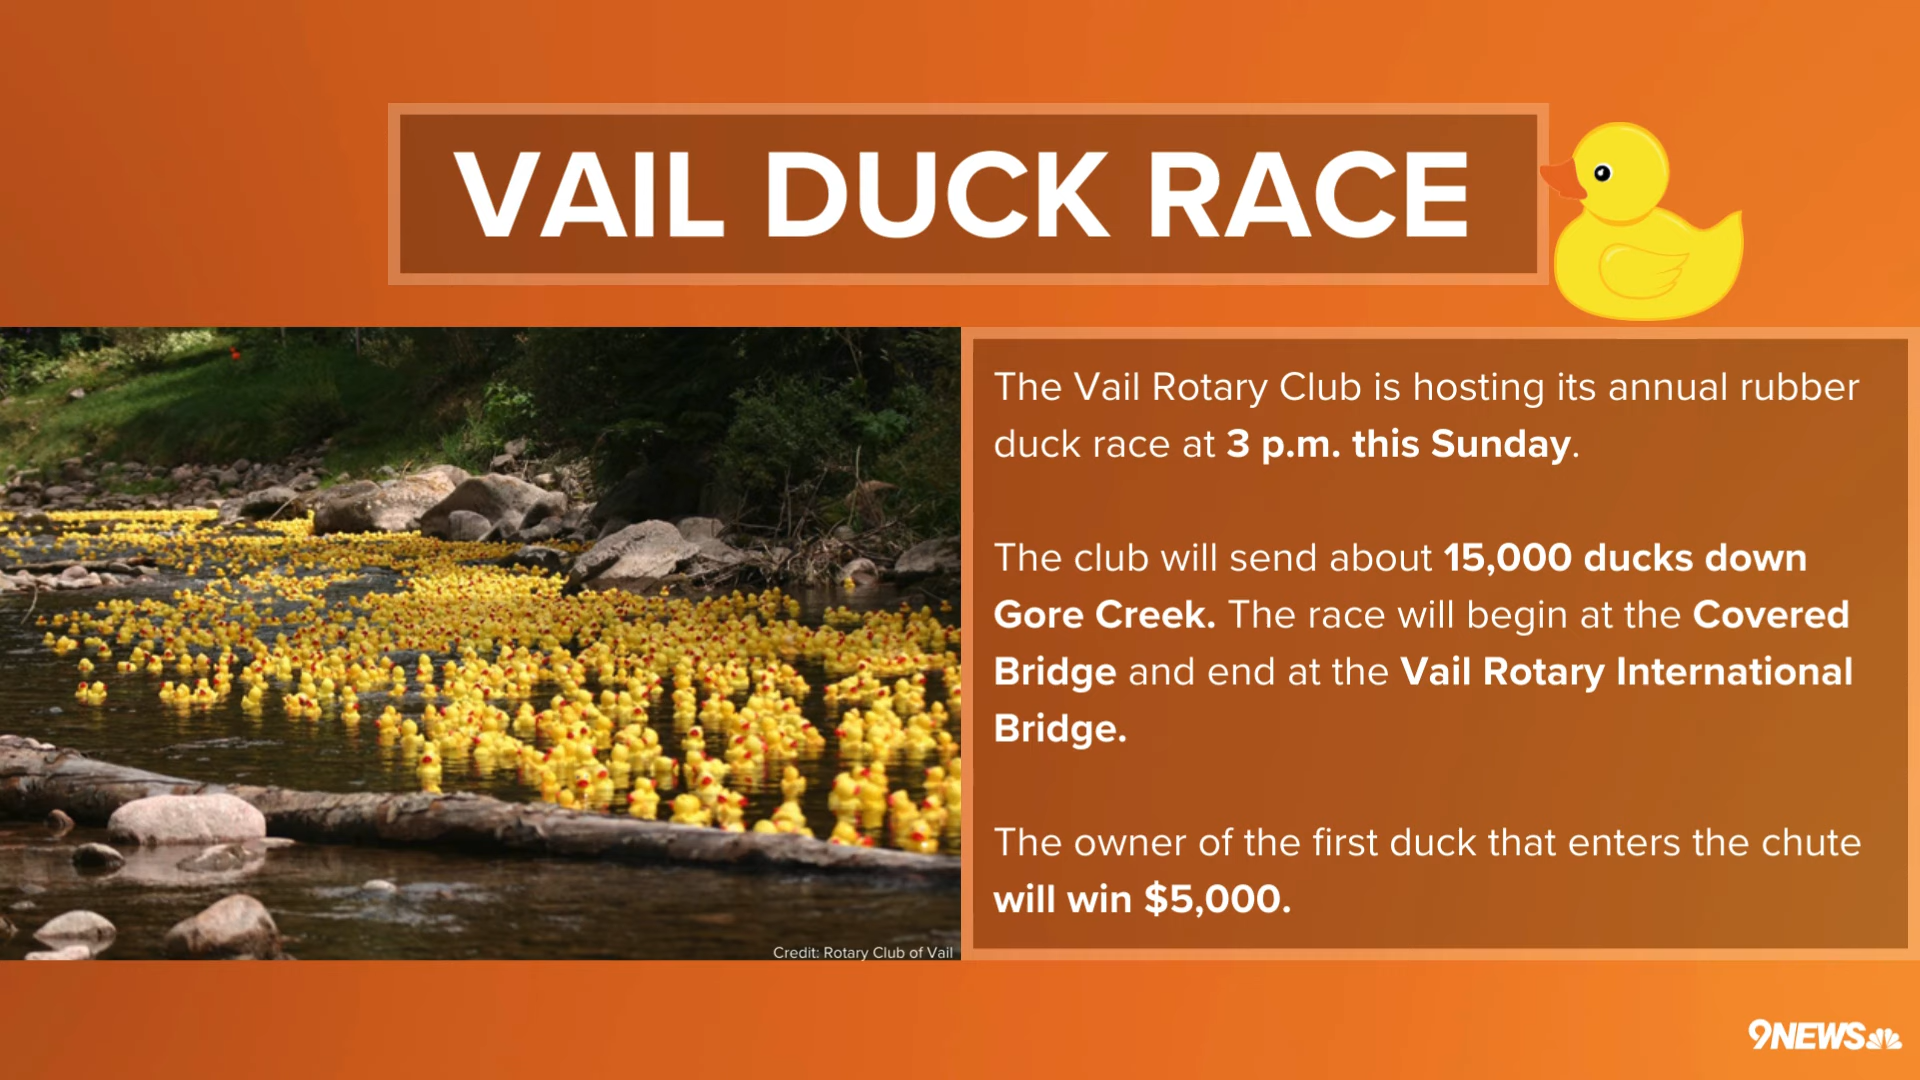 VAIL DUCK RACE
The Vail Rotary Club is hosting its annual rubber
duck race at 3 p.m. this Sunday.
The club will send about 15,000 ducks down
Gore Creek. The race will begin at the Covered
Bridge and end at the Vail Rotary International
Bridge.
The owner of the first duck that enters the chute
will win $5,000.
Credit: Rotary Club of Vail
9NEWS